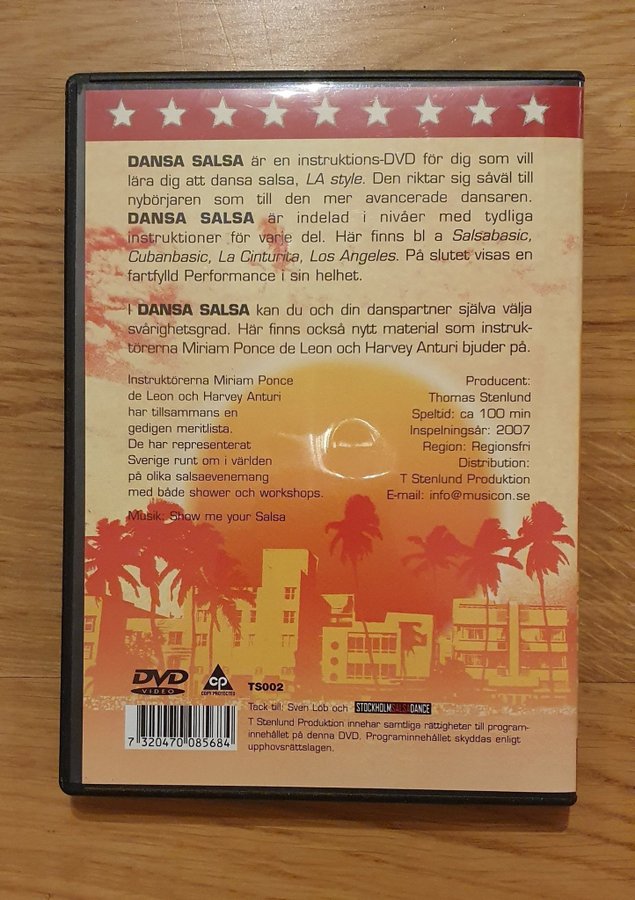 DANSA SALSA är en instruktions-DVD för dig som vill
lära dig att dansa salsa, LA style. Den riktar sig såväl till
nybörjaren som till den mer avancerade dansaren.
DANSA SALSA är indelad i nivåer med tydliga
instruktioner för varje del. Här finns bl a Salsabasic,
Cubanbasic, La Cinturita, Los Angeles. På slutet visas en
fartfylld Performance i sin helhet.
I DANSA SALSA kan du och din danspartner själva välja
svårighetsgrad. Här finns också nytt material som instruk-
törerna Miriam Ponce de Leon och Harvey Anturi bjuder på.
Instruktörerna Miriam Ponce
de Leon och Harvey Anturi
har tillsammans en
gedigen meritlista.
De har representerat
Sverige runt om i världen
på olika salsaevenemang
med både shower och workshops.
Musik: Show me your Salsa
Producent:
Thomas Stenlund
Speltid: ca 100 min
Inspelningsår: 2007
Region: Regionsfri
Distribution:
T Stenlund Produktion
E-mail: info@musicon.se
DVD
VIDEO
cp
COPY PROTECTED
TS002
7 320470 085684
Tack till: Sven Löb och STOCKHOLMSALSADANCE
T Stenlund Produktion innehar samtliga rättigheter till program-
innehållet på denna DVD. Programinnehållet skyddas enligt
upphovsrättslagen.